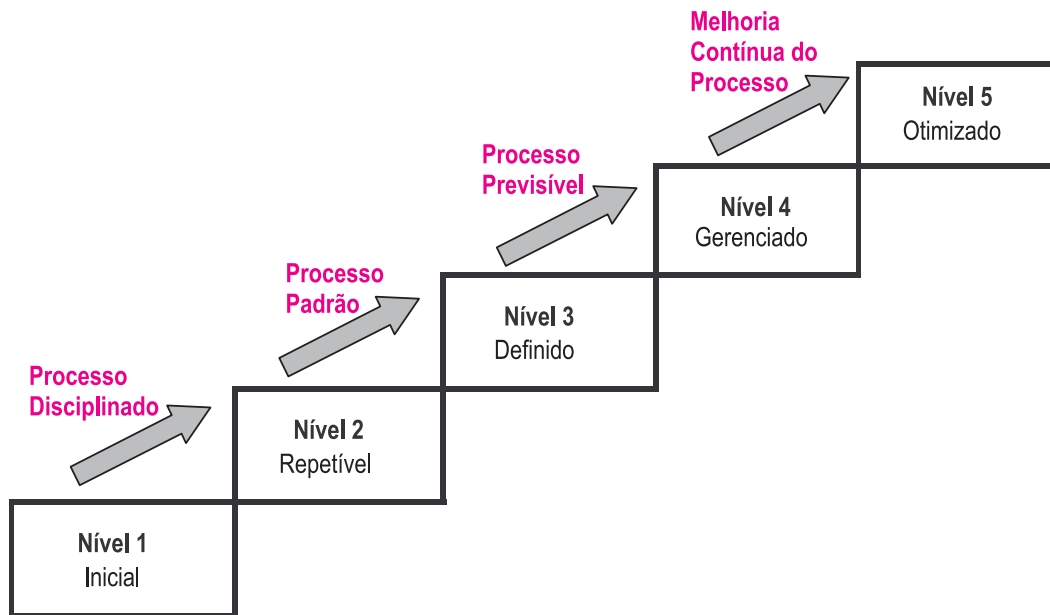 Melhoria
Contínua do
Processo
Nível 5
Otimizado
Processo
Previsível
Nível 4
Gerenciado
Processo
Padrão
Nível 3
Definido
Processo
Disciplinado
Nível 2
Repetível
Nível 1
Inicial